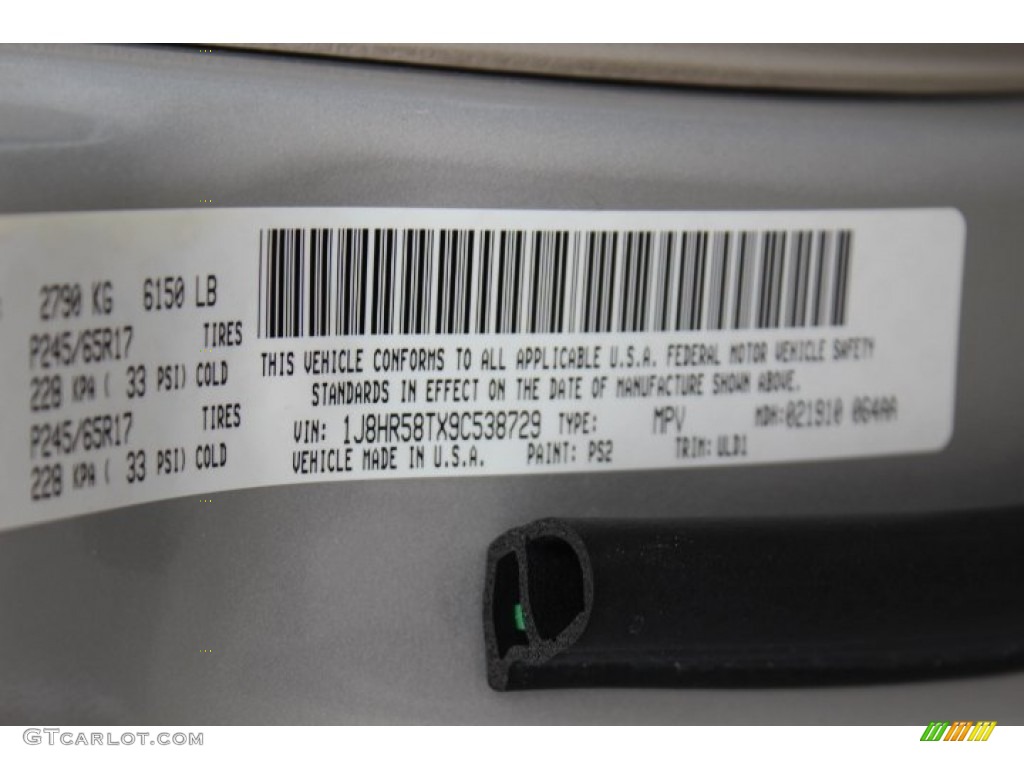 2790 KG 6150 LB
P245/65R17 TIRES
228 KPA ( 33 PSI) COLD
P245/65R17 TIRES
228 KPA ( 33 PSI) COLD
THIS VEHICLE CONFORMS TO ALL APPLICABLE U.S.A. FEDERAL MOTOR VEHICLE SAFETY
STANDARDS IN EFFECT ON THE DATE OF MANUFACTURE SHOWN ABOVE.
VIN: 1J8HR58TX9C538729 TYPE: MPV MDH:021910 064AA
VEHICLE MADE IN U.S.A. PAINT: PS2 TRIM: ULD1
GTCARLOT.COM